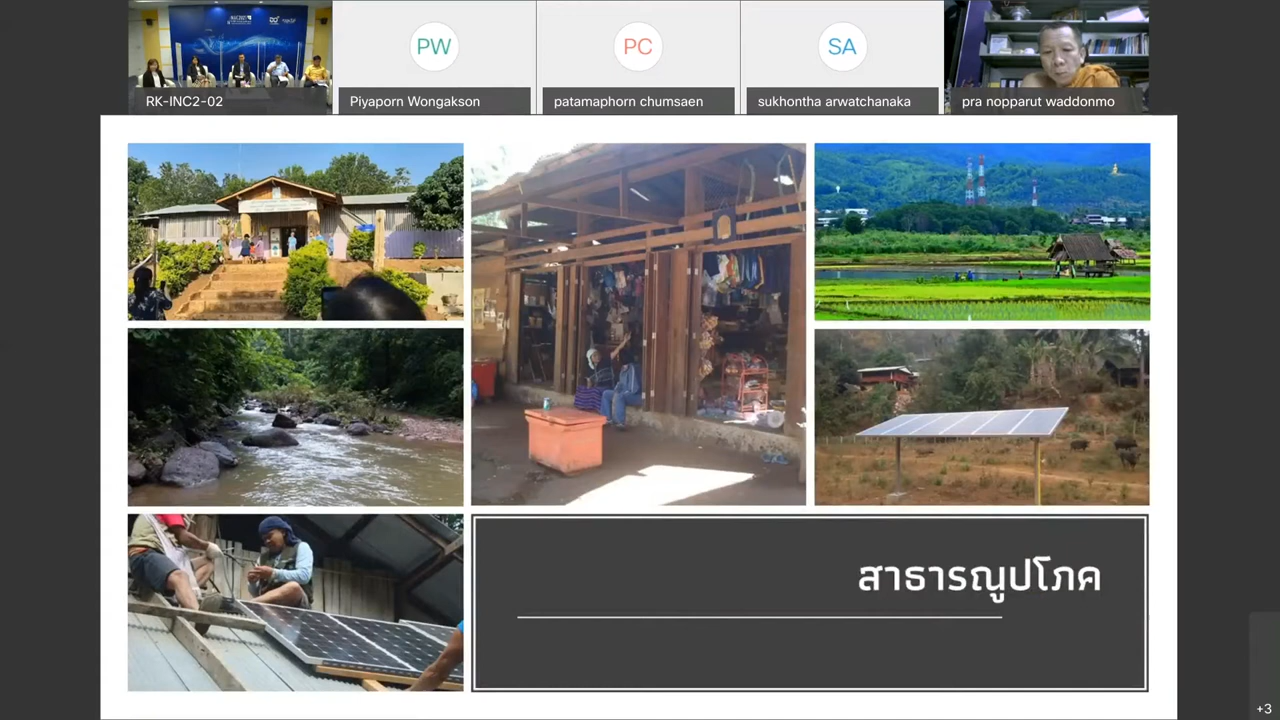 PW
PC
SA
RK-INC2-02
Piyaporn Wongakson
patamaphorn chumsaen
sukhontha arwatchanaka
pra nopparut waddonmo
สาธารณูปโภค
+3